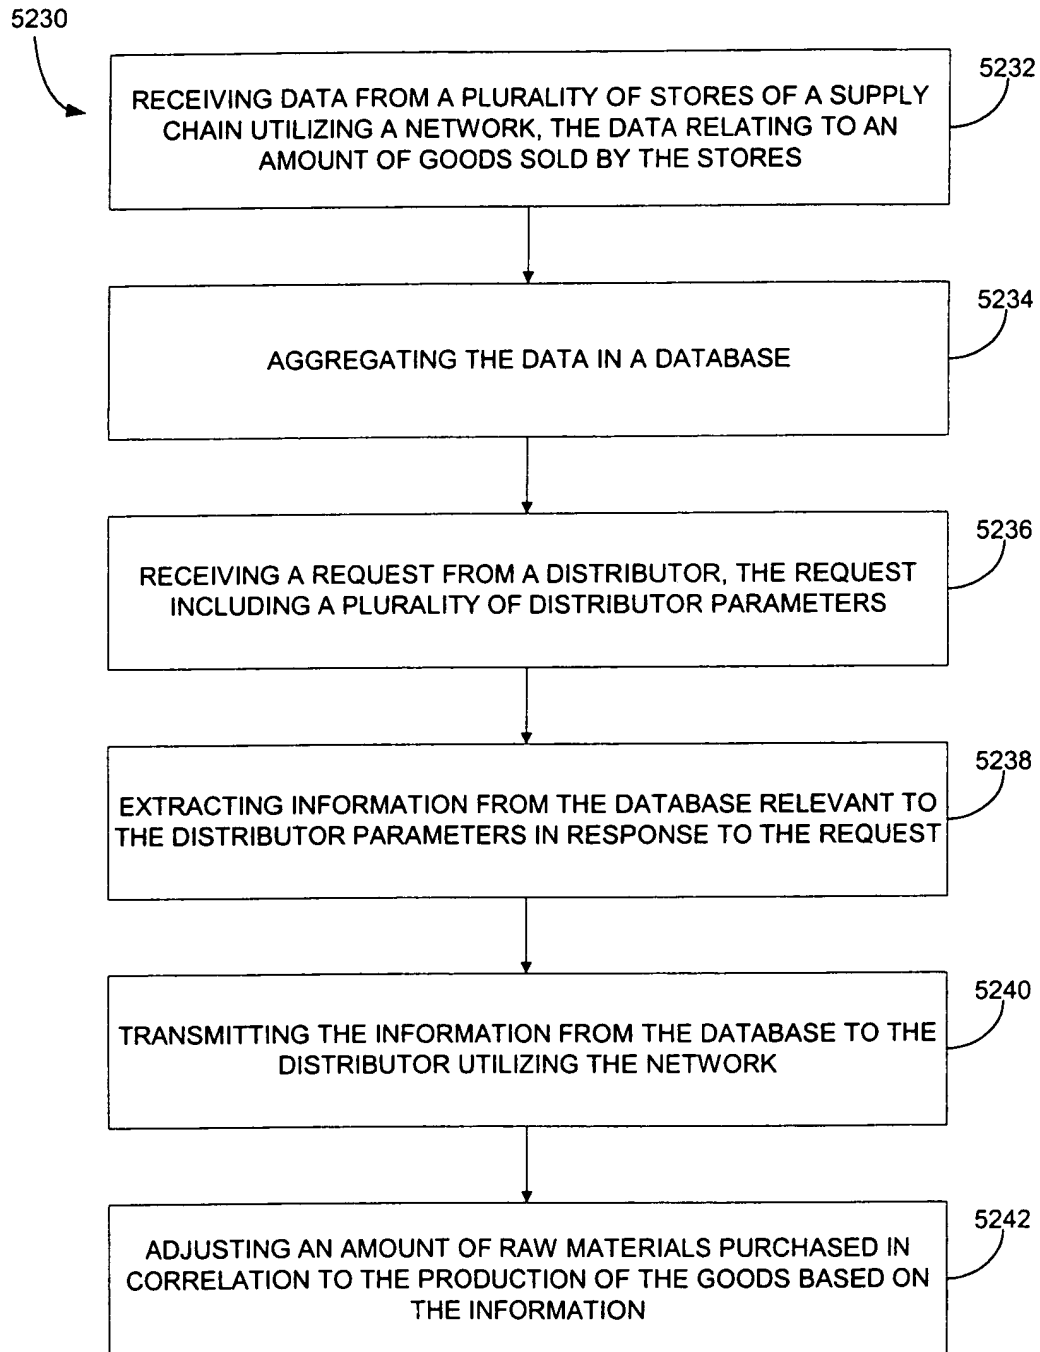 5230
5232
RECEIVING DATA FROM A PLURALITY OF STORES OF A SUPPLY
CHAIN UTILIZING A NETWORK, THE DATA RELATING TO AN
AMOUNT OF GOODS SOLD BY THE STORES
5234
AGGREGATING THE DATA IN A DATABASE
5236
RECEIVING A REQUEST FROM A DISTRIBUTOR, THE REQUEST
INCLUDING A PLURALITY OF DISTRIBUTOR PARAMETERS
5238
EXTRACTING INFORMATION FROM THE DATABASE RELEVANT TO
THE DISTRIBUTOR PARAMETERS IN RESPONSE TO THE REQUEST
5240
TRANSMITTING THE INFORMATION FROM THE DATABASE TO THE
DISTRIBUTOR UTILIZING THE NETWORK
5242
ADJUSTING AN AMOUNT OF RAW MATERIALS PURCHASED IN
CORRELATION TO THE PRODUCTION OF THE GOODS BASED ON
THE INFORMATION